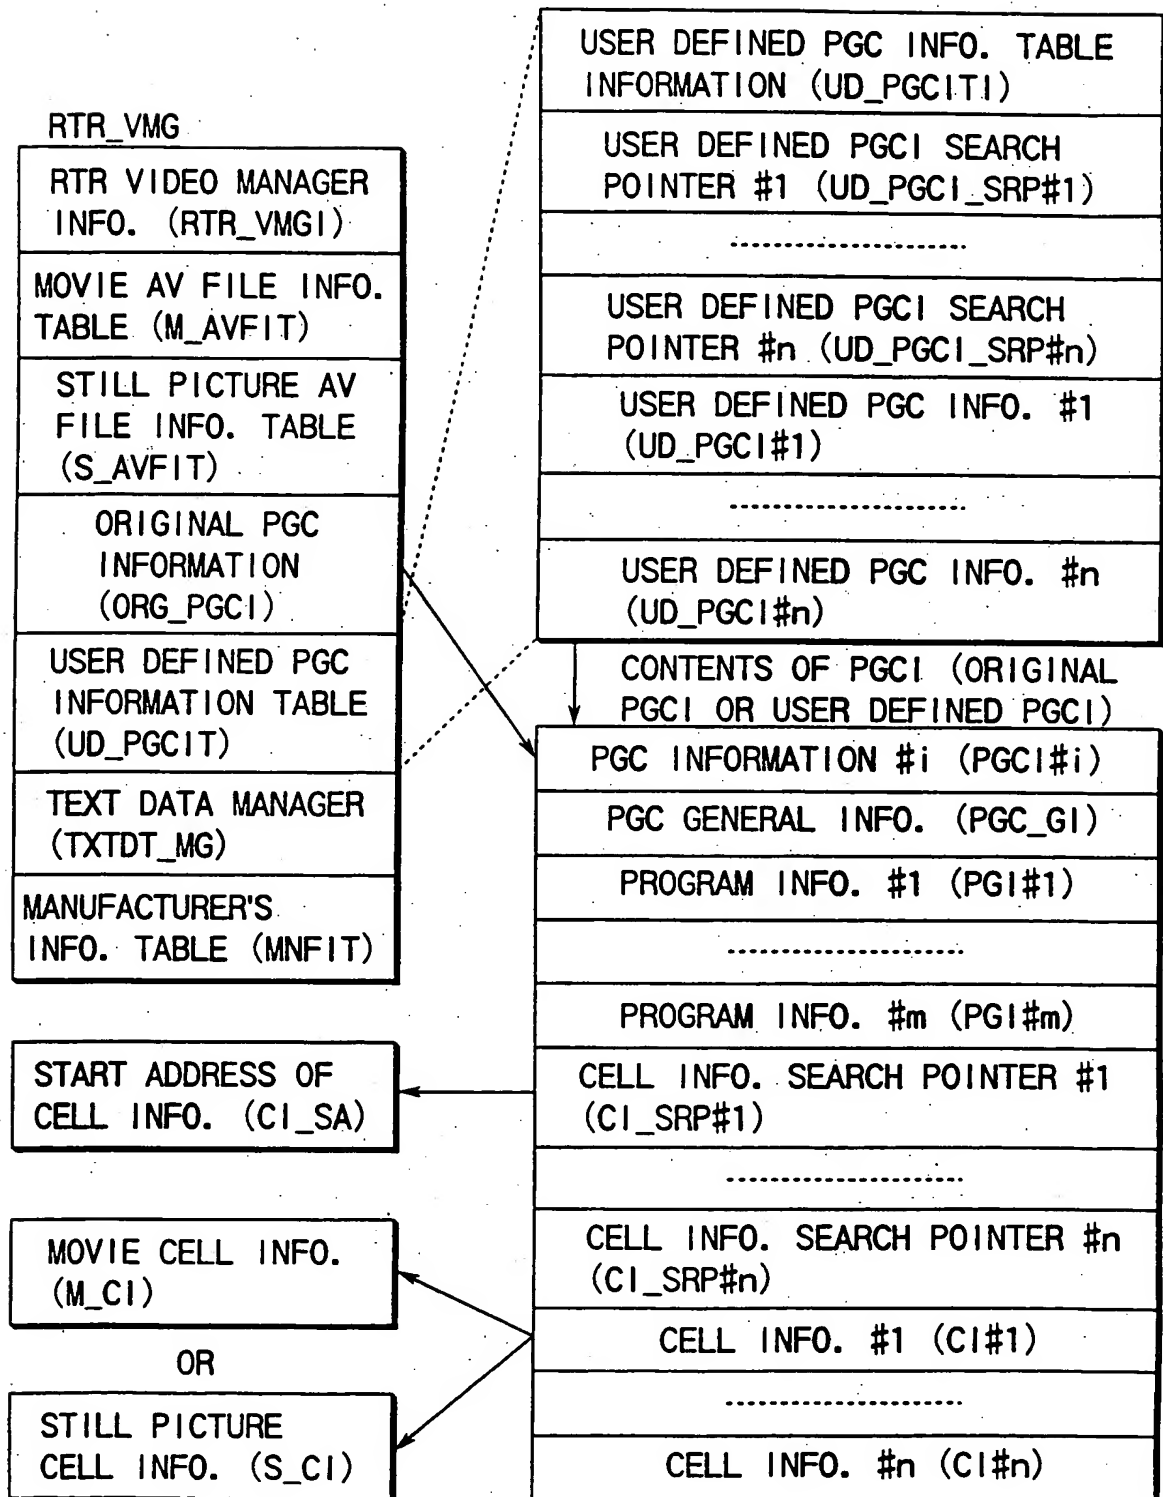 RTR_VMG
RTR VIDEO MANAGER
INFO. (RTR_VMGI)
MOVIE AV FILE INFO.
TABLE (M_AVFIT)
STILL PICTURE AV
FILE INFO. TABLE
(S_AVFIT)
ORIGINAL PGC
INFORMATION
(ORG_PGCI)
USER DEFINED PGC
INFORMATION TABLE
(UD_PGCIT)
TEXT DATA MANAGER
(TXTDT_MG)
MANUFACTURER'S
INFO. TABLE (MNFIT)
START ADDRESS OF
CELL INFO. (CI_SA)
MOVIE CELL INFO.
(M_CI)
OR
STILL PICTURE
CELL INFO. (S_CI)
USER DEFINED PGC INFO. TABLE
INFORMATION (UD_PGCITI)
USER DEFINED PGCI SEARCH
POINTER #1 (UD_PGCI_SRP#1)
....................
USER DEFINED PGCI SEARCH
POINTER #n (UD_PGCI_SRP#n)
USER DEFINED PGC INFO. #1
(UD_PGCI#1)
....................
USER DEFINED PGC INFO. #n
(UD_PGCI#n)
CONTENTS OF PGCI (ORIGINAL
PGCI OR USER DEFINED PGCI)
PGC INFORMATION #i (PGCI#i)
PGC GENERAL INFO. (PGC_GI)
PROGRAM INFO. #1 (PGI#1)
....................
PROGRAM INFO. #m (PGI#m)
CELL INFO. SEARCH POINTER #1
(CI_SRP#1)
....................
CELL INFO. SEARCH POINTER #n
(CI_SRP#n)
CELL INFO. #1 (CI#1)
....................
CELL INFO. #n (CI#n)